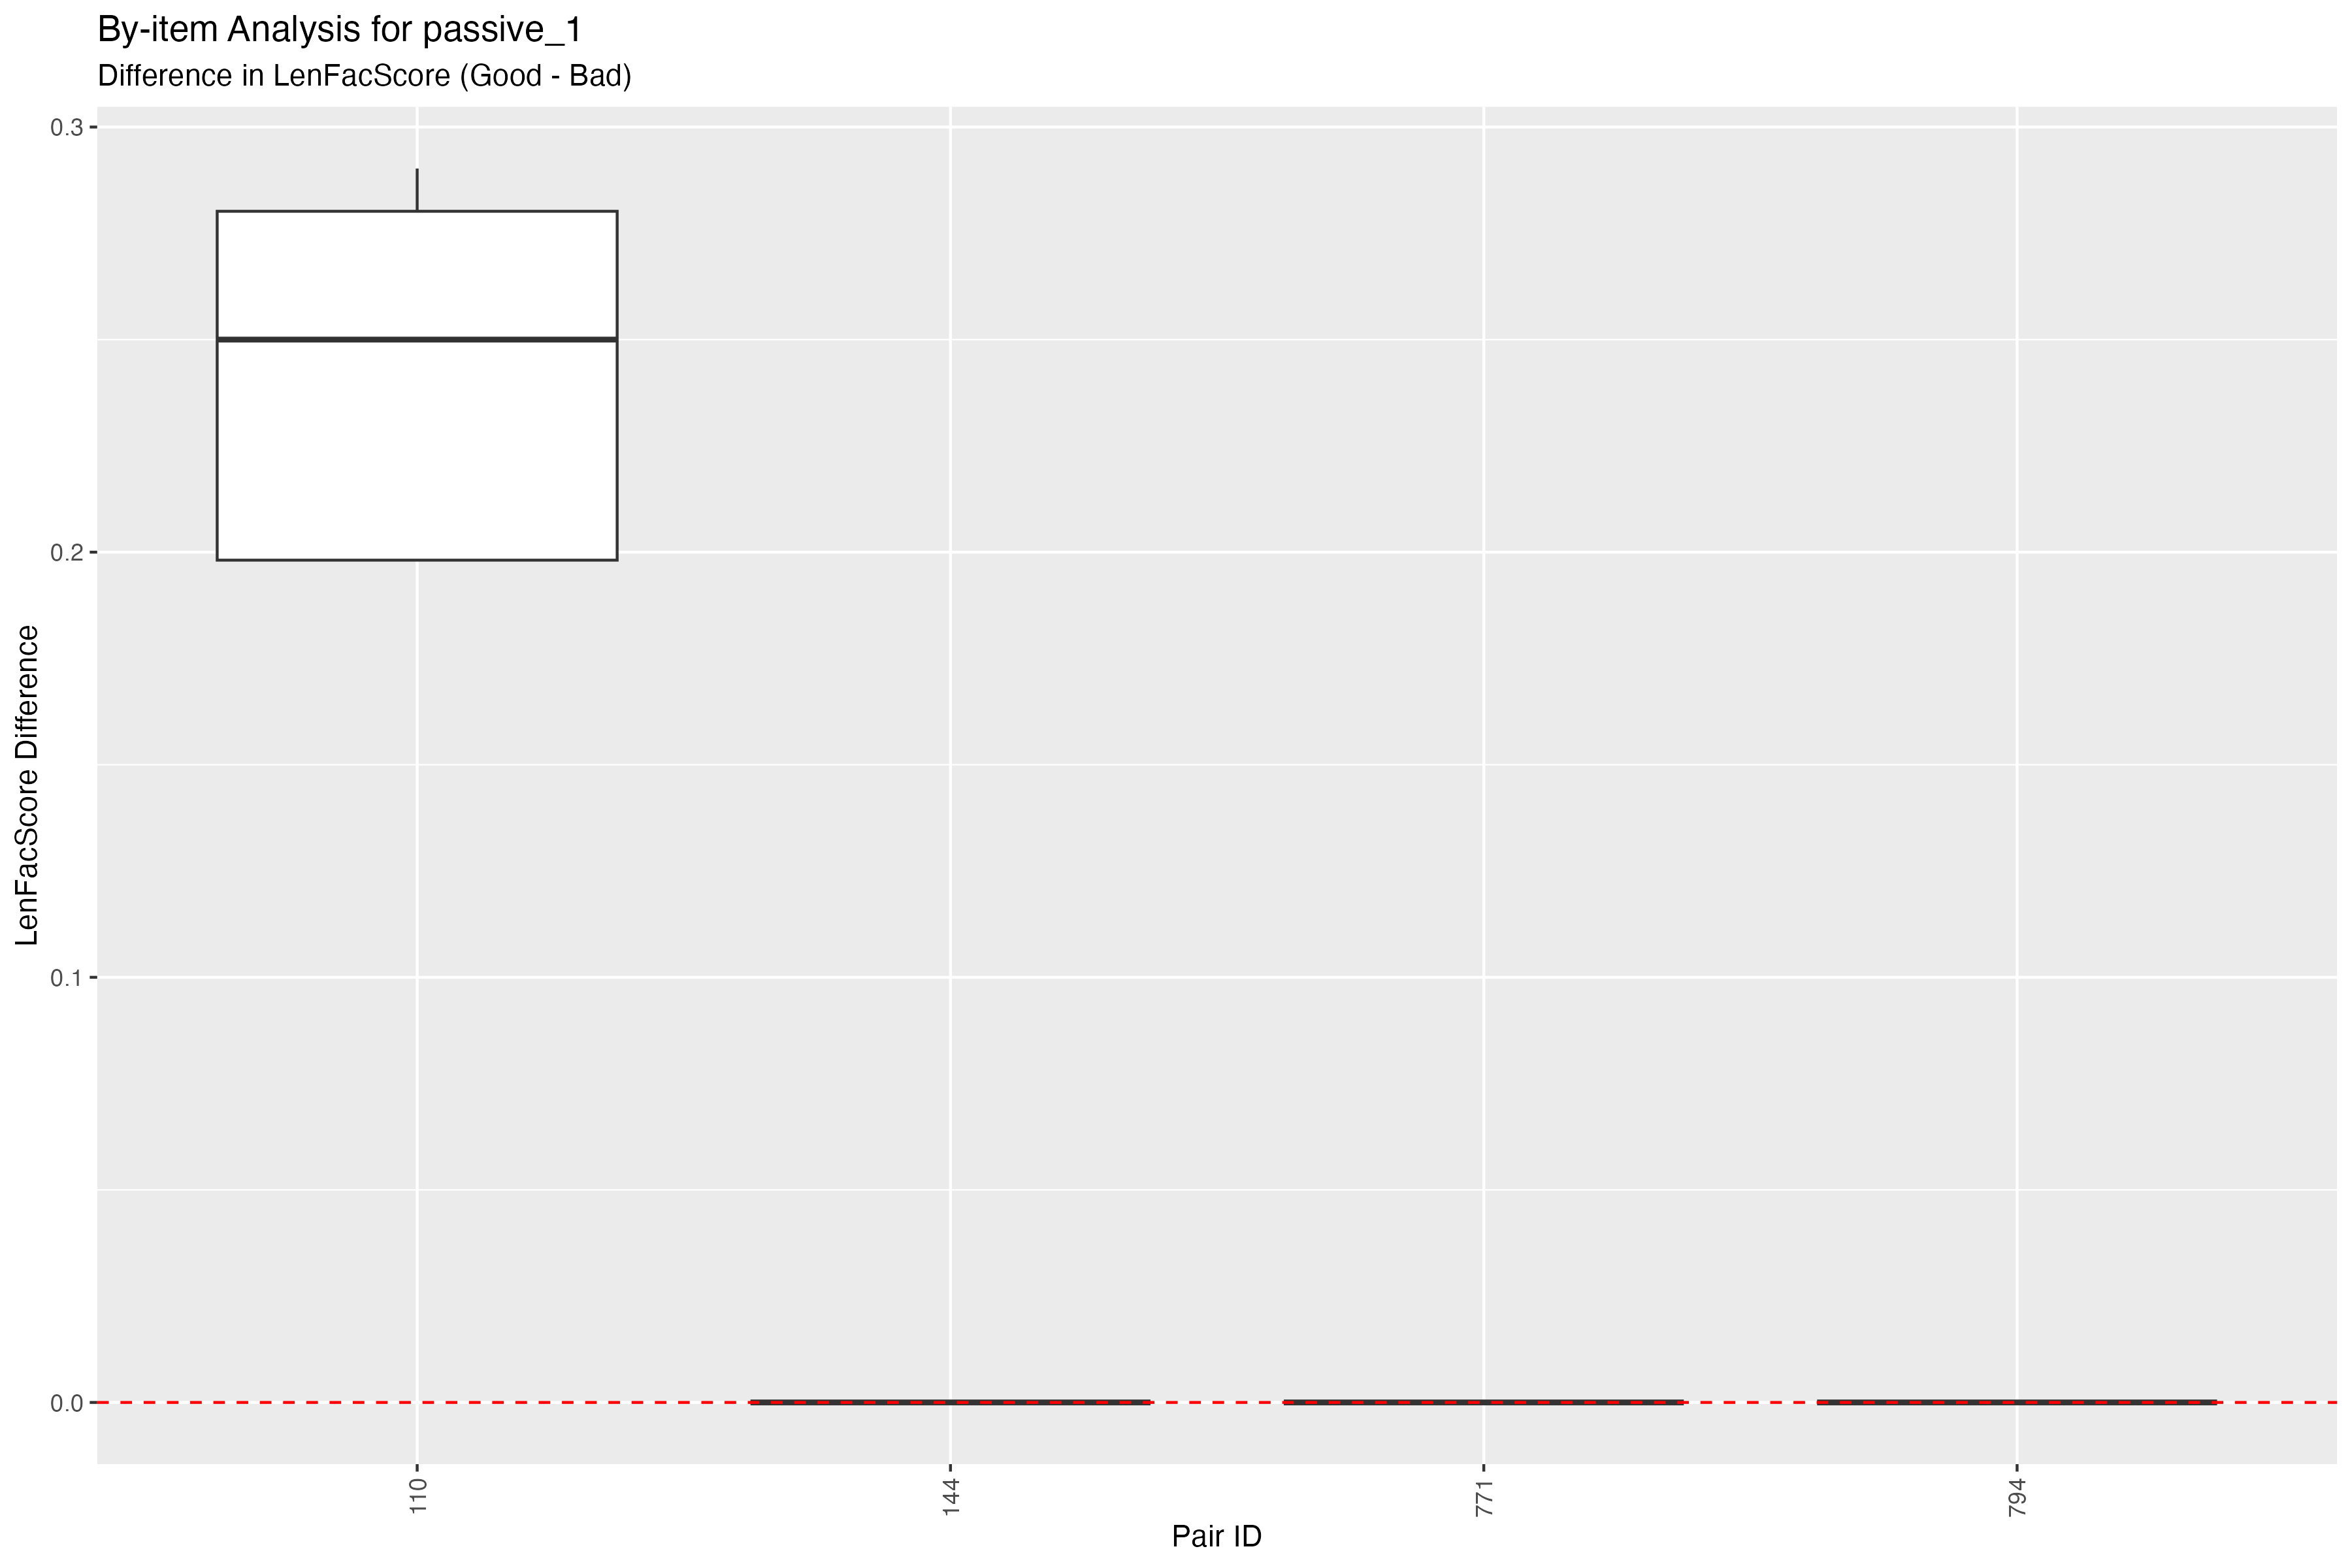 By-item Analysis for passive_1
Difference in LenFacScore (Good - Bad)
LenFacScore Difference
0.3
0.2
0.1
0.0
110
144
771
794
Pair ID